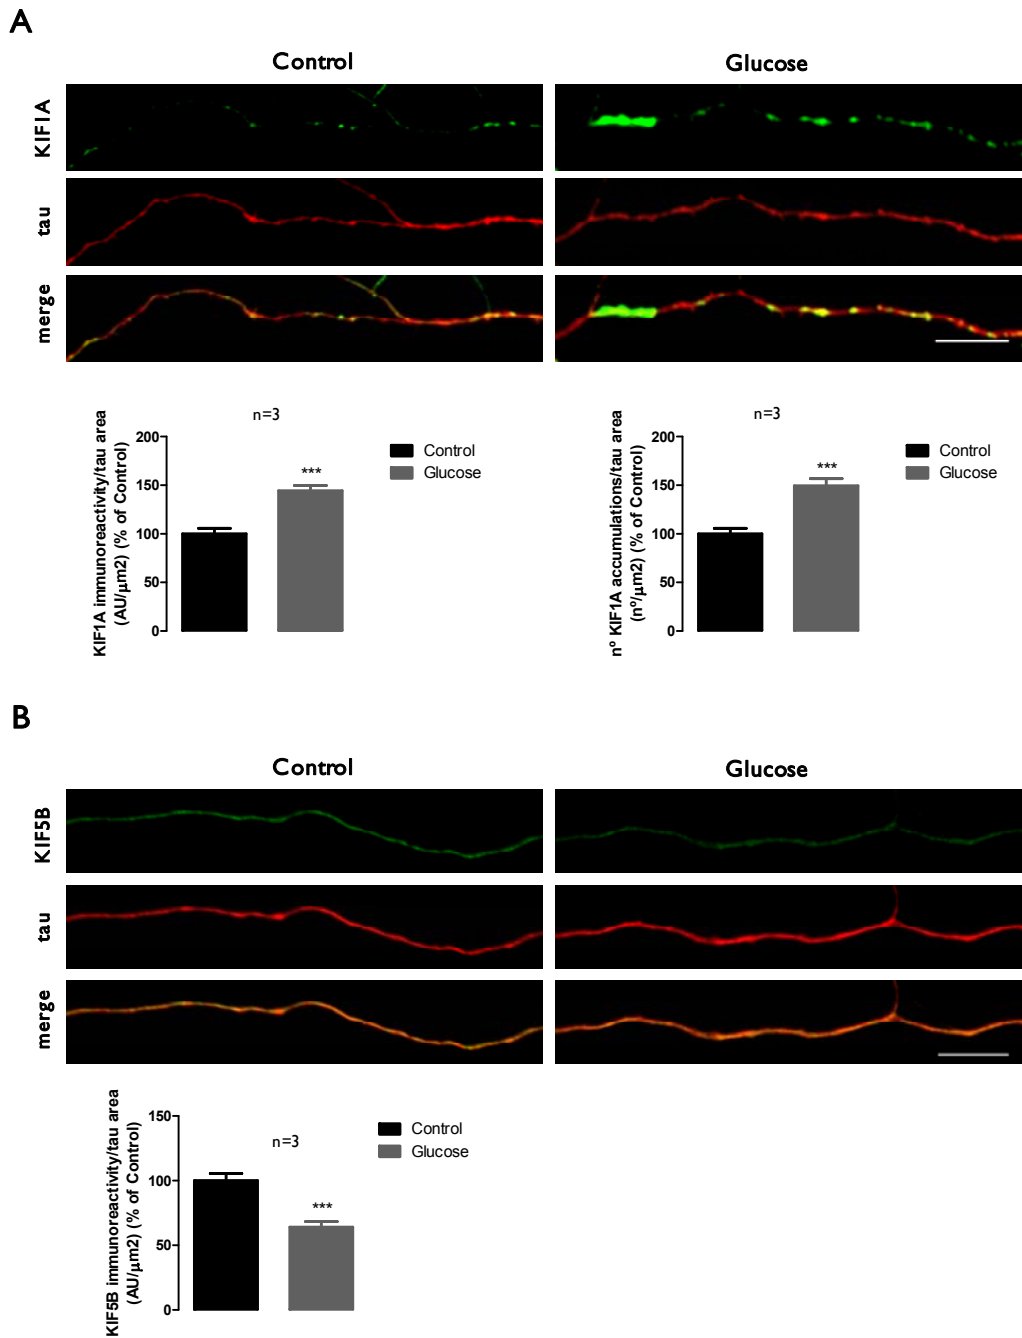 A
Control
Glucose
KIF1A
tau
merge
n=3
200
150
100
50
0
KIF1A immunoreactivity/tau area
(AU/μm2) (% of Control)
***
Control
Glucose
n=3
200
150
100
50
0
nº KIF1A accumulations/tau area
(nº/μm2) (% of Control)
***
Control
Glucose
B
Control
Glucose
KIF5B
tau
merge
150
100
50
0
KIF5B immunoreactivity/tau area
(AU/μm2) (% of Control)
n=3
***
Control
Glucose